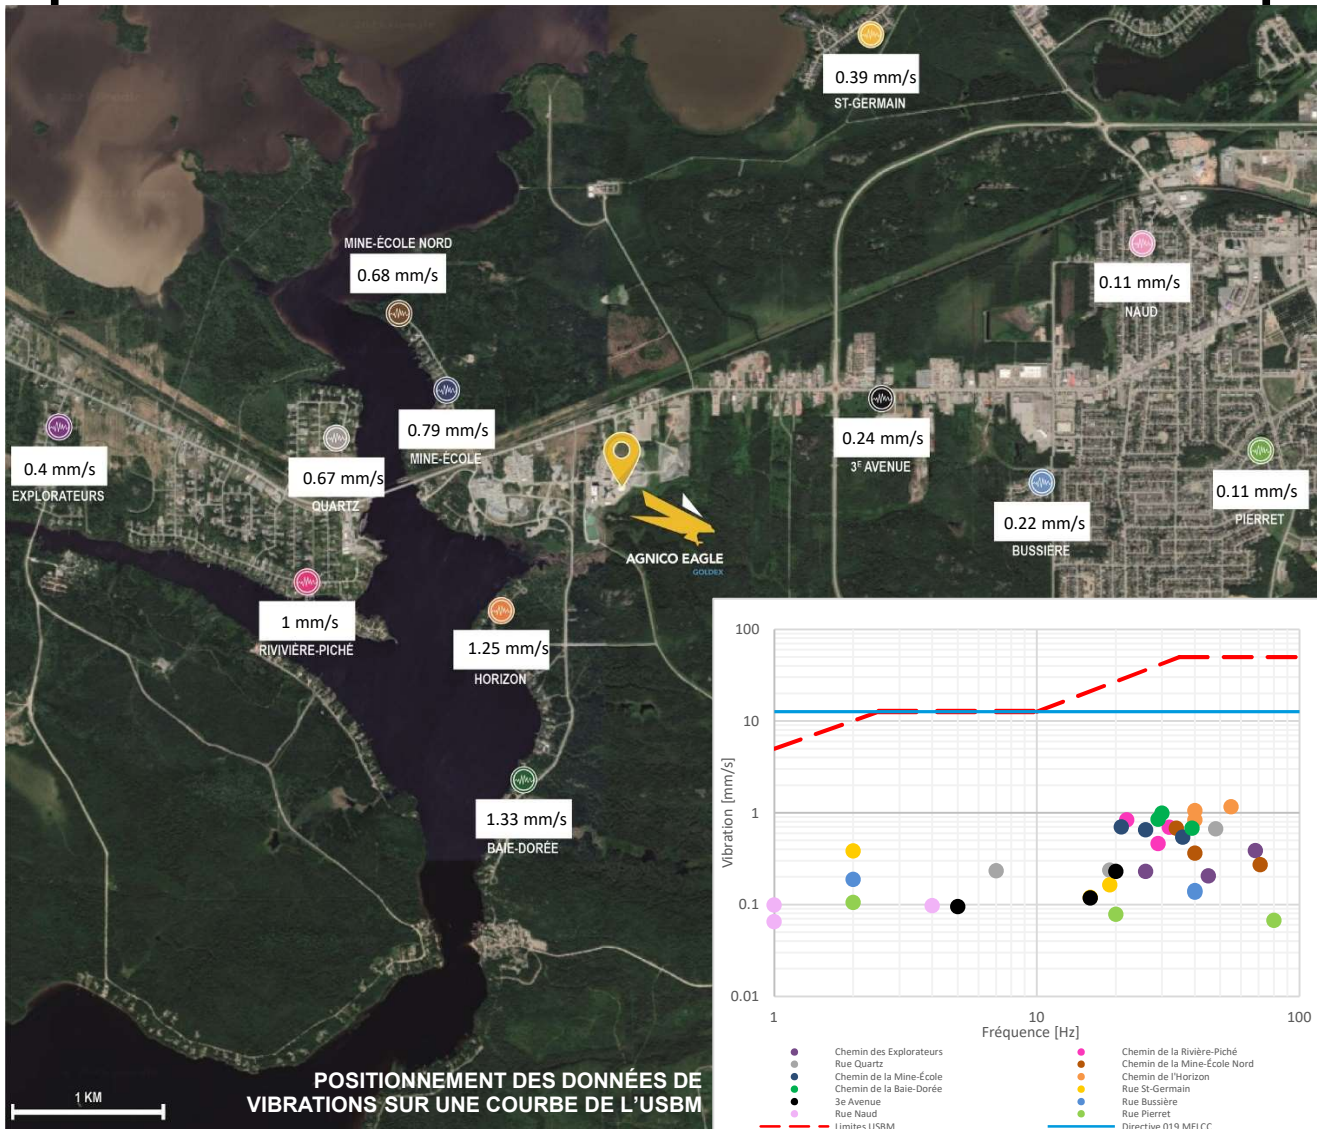 0.39 mm/s
ST-GERMAIN
MINE-ÉCOLE NORD
0.68 mm/s
0.11 mm/s
NAUD
0.79 mm/s
MINE-ÉCOLE
0.24 mm/s
3E AVENUE
0.4 mm/s
EXPLORATEURS
0.67 mm/s
QUARTZ
0.11 mm/s
PIERRET
0.22 mm/s
BUSSIÈRE
AGNICO EAGLE
GOLDEX
1 mm/s
RIVIVIÈRE-PICHÉ
1.25 mm/s
HORIZON
1.33 mm/s
BAIE-DORÉE
100
10
1
0.1
0.01
Vibration [mm/s]
1
10
100
Fréquence [Hz]
Chemin des Explorateurs
Chemin de la Rivière-Piché
Rue Quartz
Chemin de la Mine-École Nord
Chemin de la Mine-École
Chemin de l'Horizon
Chemin de la Baie-Dorée
Rue St-Germain
3e Avenue
Rue Bussière
Rue Naud
Rue Pierret
Limites USBM
Directive 019 MELCC
POSITIONNEMENT DES DONNÉES DE
VIBRATIONS SUR UNE COURBE DE L'USBM
1 KM